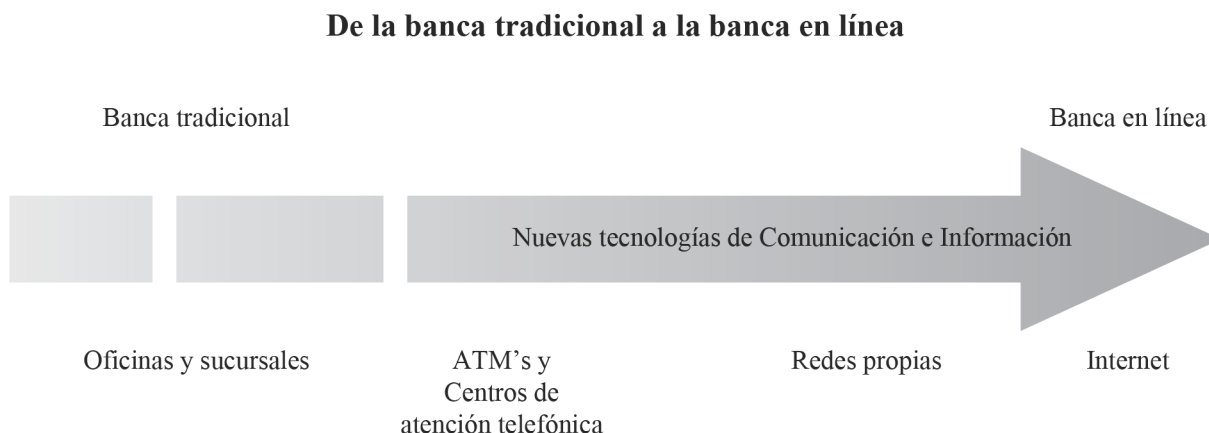 De la banca tradicional a la banca en línea
Banca tradicional
Banca en línea
Nuevas tecnologías de Comunicación e Información
Oficinas y sucursales
ATM’s y
Centros de
atención telefónica
Redes propias
Internet